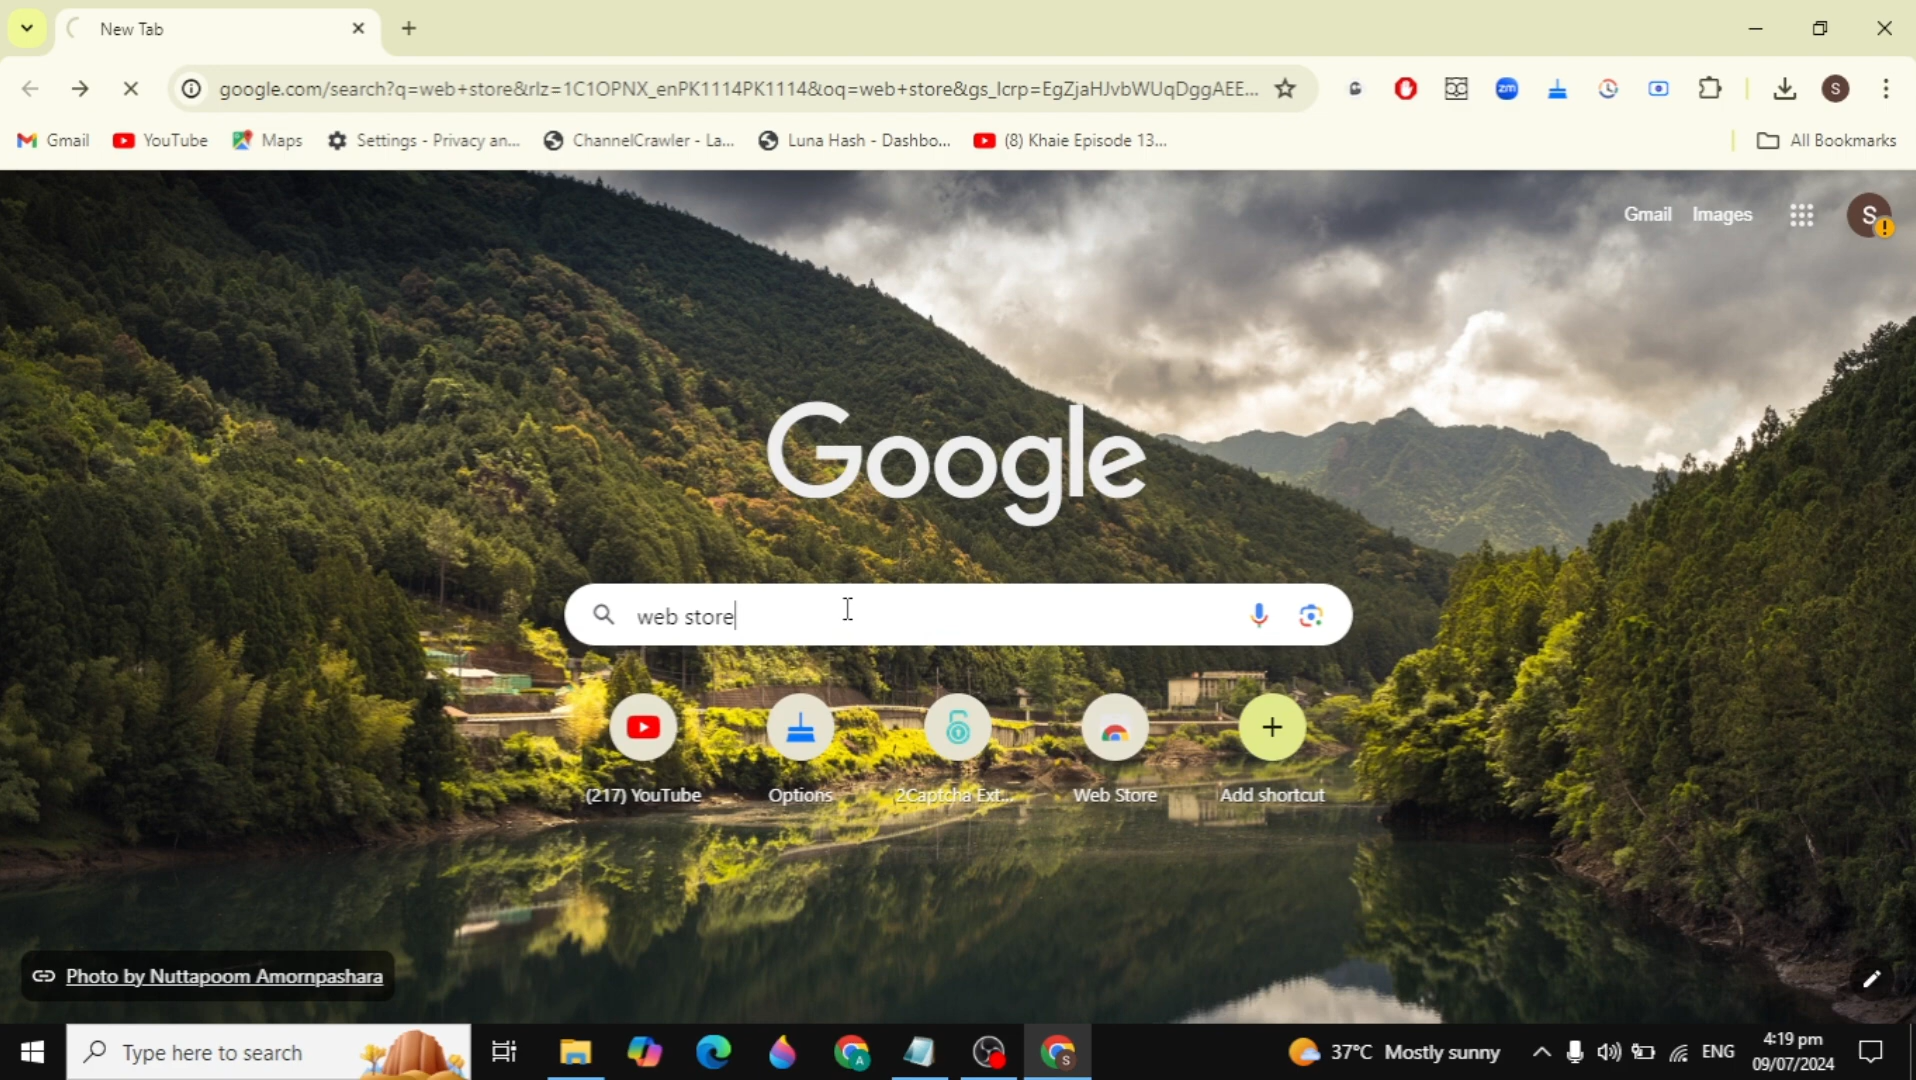 New Tab
google.com/search?q=web+store&rlz=1C1OPNX_enPK1114PK1114&oq=web+store&gs_lcrp=EgZjaHJvbWUqDggAEE...
zm
S
Gmail
YouTube
Maps
Settings - Privacy an...
ChannelCrawler - La...
Luna Hash - Dashbo...
(8) Khaie Episode 13...
All Bookmarks
Gmail
Images
S
Google
web store
(217) YouTube
Options
2Captcha Ext...
Web Store
Add shortcut
Photo by Nuttapoom Amornpashara
Type here to search
A
S
37°C Mostly sunny
ENG
4:19 pm
09/07/2024